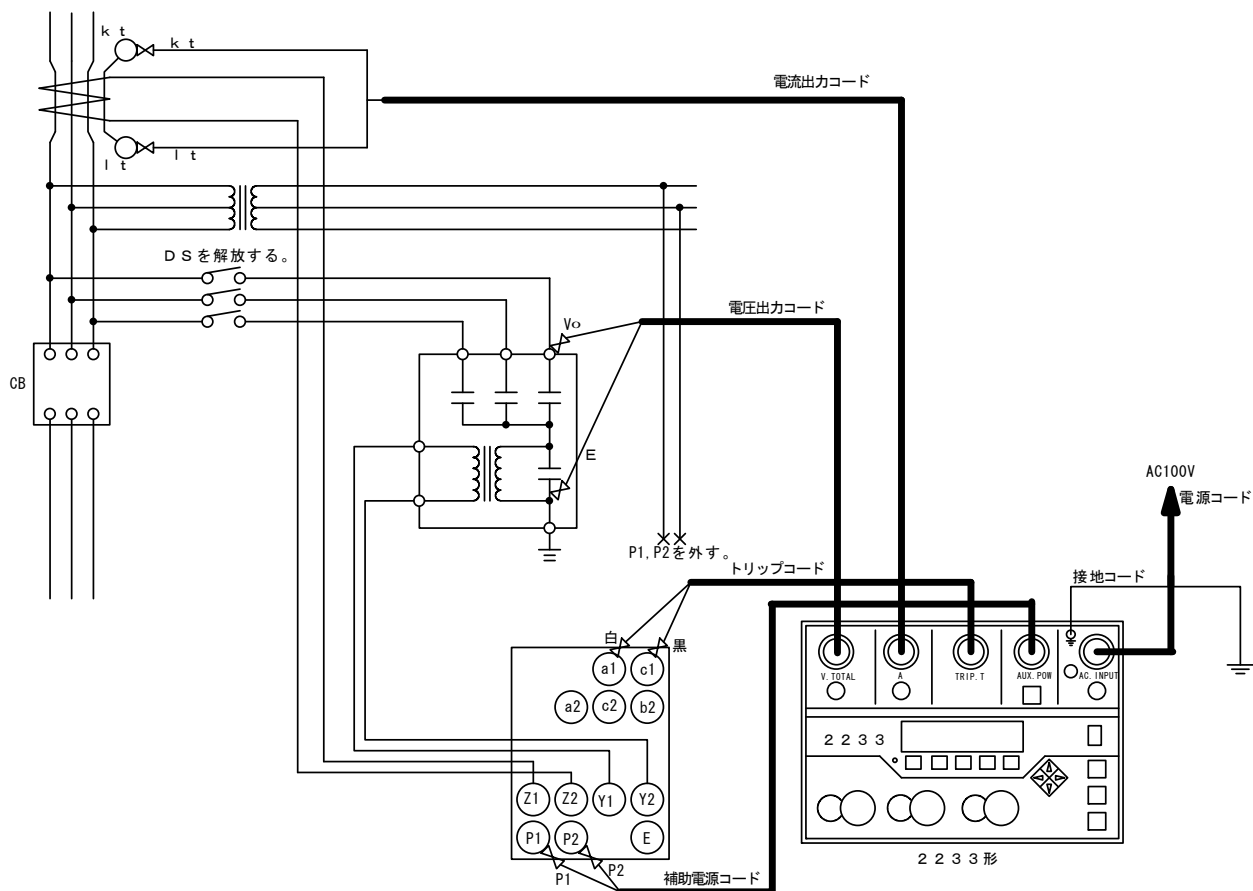 k t
k t
電流出力コード
l t
l t
DSを解放する。
電圧出力コード
Vo
CB
E
AC100V
電源コード
P1,P2を外す。
トリップコード
接地コード
白
黒
a1
c1
V.TOTAL
A
TRIP.T
AUX.POW
AC.INPUT
a2
c2
b2
2233
Z1
Z2
Y1
Y2
P1
P2
E
2233形
P1
P2
補助電源コード